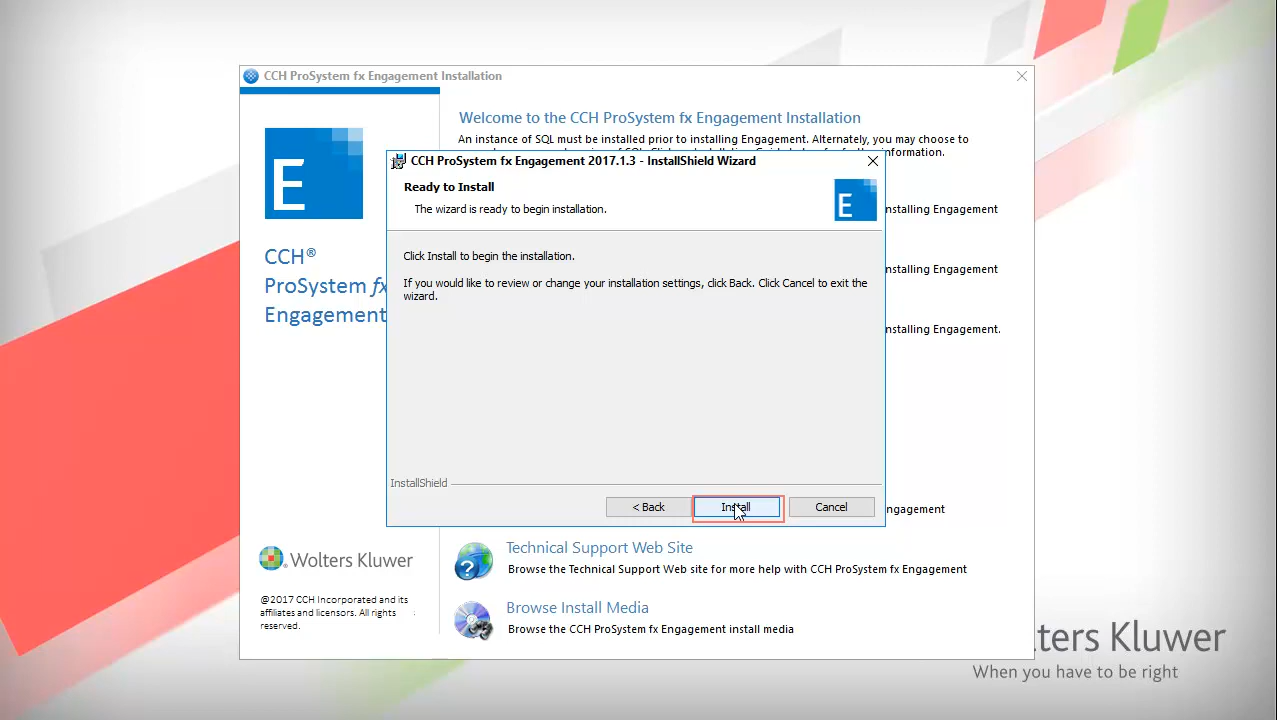 CCH ProSystem fx Engagement Installation
Welcome to the CCH ProSystem fx Engagement Installation
An instance of SQL must be installed prior to installing Engagement. Alternately, you may choose to
information.
CCH ProSystem fx Engagement 2017.1.3 - InstallShield Wizard
Ready to Install
The wizard is ready to begin installation.
E
E
nstalling Engagement
CCH®
ProSystem fx
Engagement
Click Install to begin the installation.
If you would like to review or change your installation settings, click Back. Click Cancel to exit the
wizard.
nstalling Engagement
nstalling Engagement.
InstallShield
< Back
Install
Cancel
ngagement
Technical Support Web Site
Browse the Technical Support Web site for more help with CCH ProSystem fx Engagement
Wolters Kluwer
@2017 CCH Incorporated and its
affiliates and licensors. All rights
reserved.
Browse Install Media
Browse the CCH ProSystem fx Engagement install media
lters Kluwer
When you have to be right